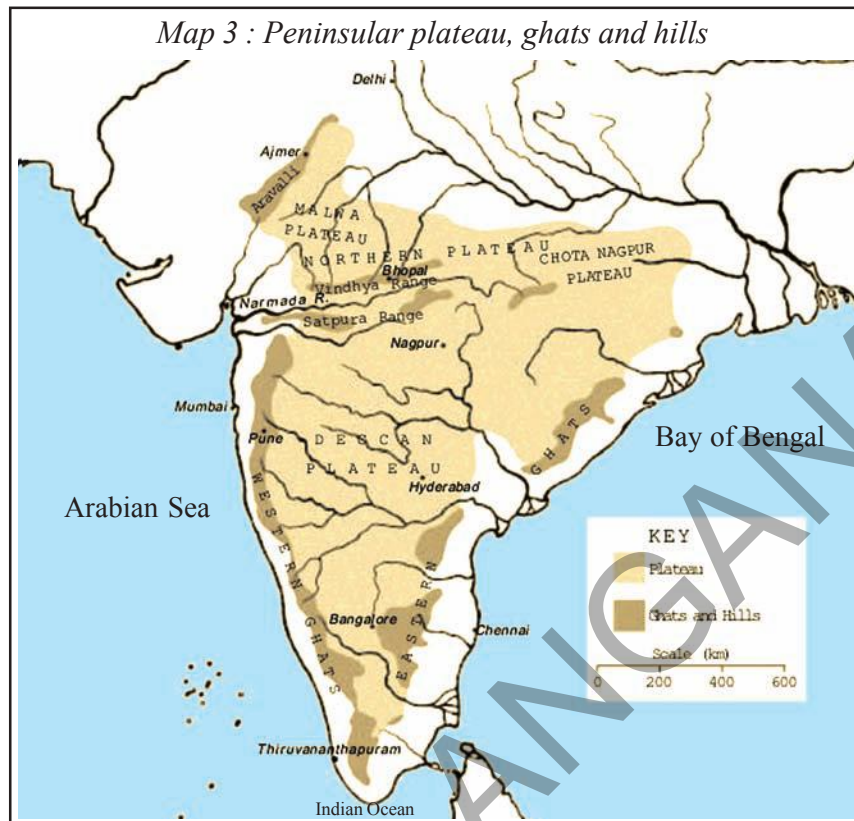 Map 3 : Peninsular plateau, ghats and hills
Delhi
Ajmer
Aravalli
MALWA
PLATEAU
NORTHERN PLATEAU
CHOTA NAGPUR
PLATEAU
Bhopal
Vindhya Range
Narmada R.
Satpura Range
Nagpur
Mumbai
Pune
DECCAN
PLATEAU
Hyderabad
GHATS
Bay of Bengal
Arabian Sea
WESTERN GHATS
EASTERN
Bangalore
Chennai
Thiruvananthapuram
Indian Ocean
KEY
Plateau
Ghats and Hills
Scale (km)
0 200 400 600